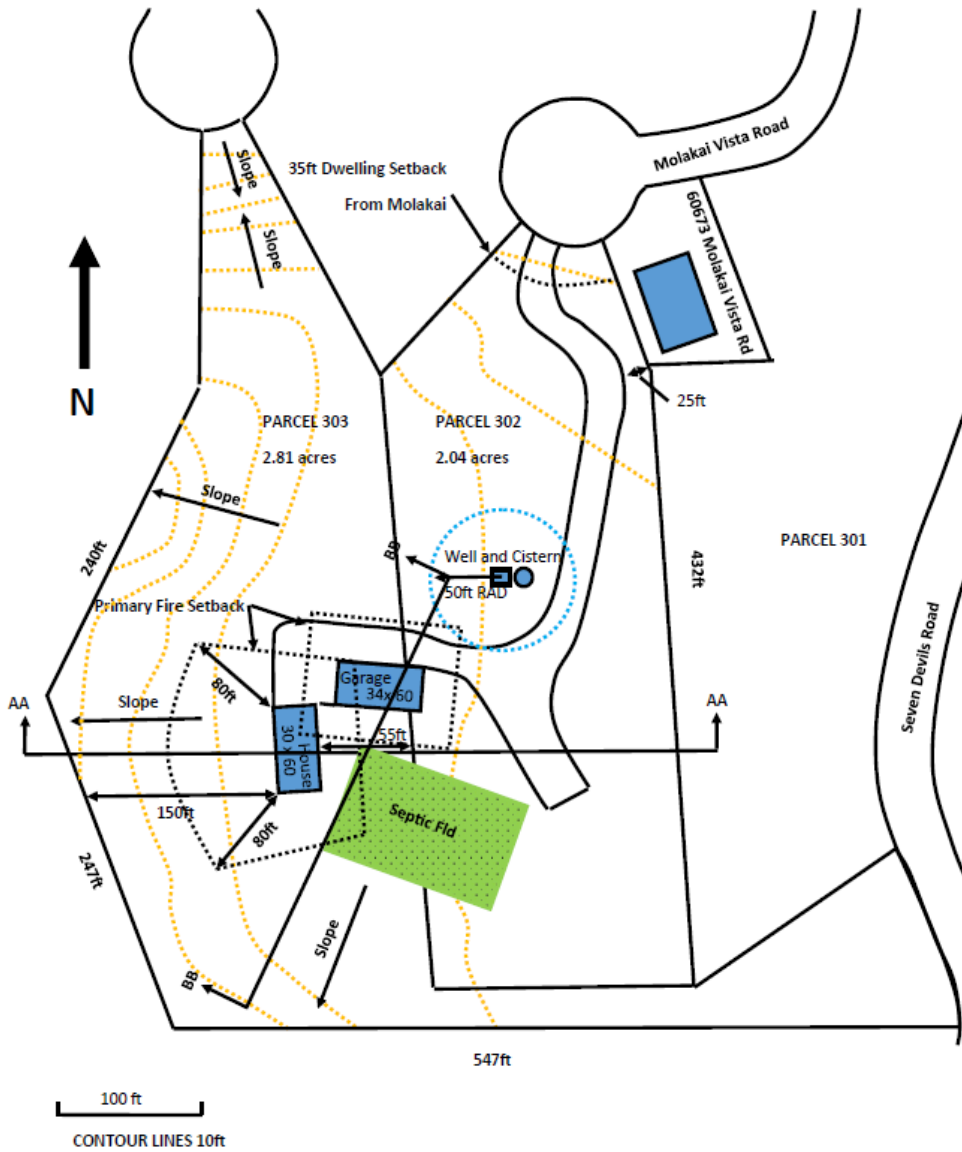 Molakai Vista Road
35ft Dwelling Setback
From Molakai
Slope
Slope
60673 Molakai Vista Rd
N
25ft
PARCEL 303
2.81 acres
PARCEL 302
2.04 acres
Slope
PARCEL 301
240ft
BB
Well and Cistern
50ft RAD
432ft
Primary Fire Setback
Garage
34x 60
80ft
Slope
AA
AA
55ft
House
30 x 60
Seven Devils Road
150ft
80ft
Septic Fld
247ft
Slope
BB
547ft
100 ft
CONTOUR LINES 10ft